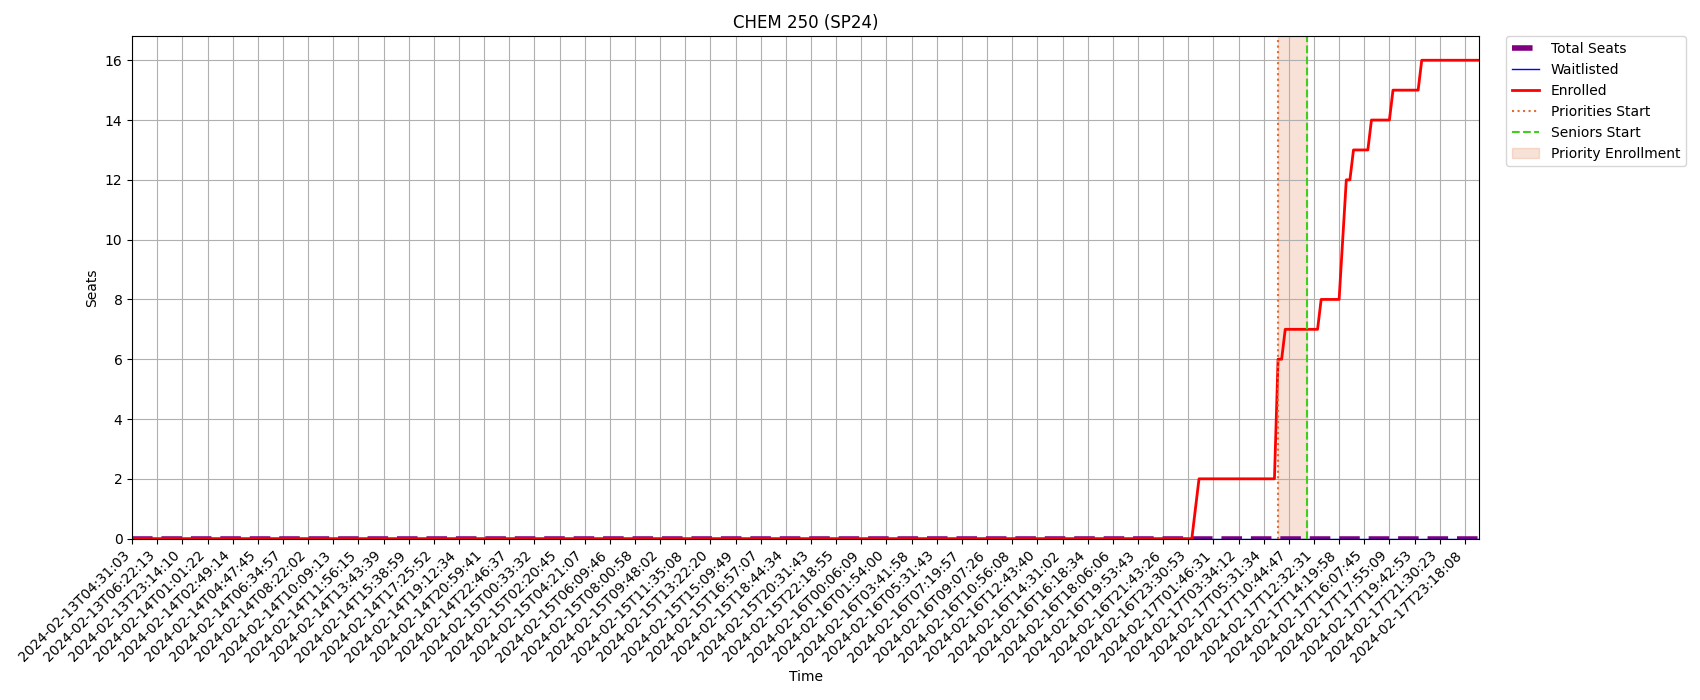 CHEM 250 (SP24)
Total Seats
Waitlisted
Enrolled
Priorities Start
Seniors Start
Priority Enrollment
Seats
16
14
12
10
8
6
4
2
0
2024-02-13T04:31:03
2024-02-13T06:22:13
2024-02-13T23:14:10
2024-02-14T01:01:22
2024-02-14T02:49:14
2024-02-14T04:47:45
2024-02-14T06:34:57
2024-02-14T08:22:02
2024-02-14T10:09:13
2024-02-14T11:56:15
2024-02-14T13:43:39
2024-02-14T15:38:59
2024-02-14T17:25:52
2024-02-14T19:12:34
2024-02-14T20:59:41
2024-02-14T22:46:37
2024-02-15T00:33:32
2024-02-15T02:20:45
2024-02-15T04:21:07
2024-02-15T06:09:46
2024-02-15T08:00:58
2024-02-15T09:48:02
2024-02-15T11:35:08
2024-02-15T13:22:20
2024-02-15T15:09:49
2024-02-15T16:57:07
2024-02-15T18:44:34
2024-02-15T20:31:43
2024-02-15T22:18:55
2024-02-16T00:06:09
2024-02-16T01:54:00
2024-02-16T03:41:58
2024-02-16T05:31:43
2024-02-16T07:19:57
2024-02-16T09:07:26
2024-02-16T10:56:08
2024-02-16T12:43:40
2024-02-16T14:31:02
2024-02-16T16:18:34
2024-02-16T18:06:06
2024-02-16T19:53:43
2024-02-16T21:43:26
2024-02-16T23:30:53
2024-02-17T01:46:31
2024-02-17T03:34:12
2024-02-17T05:31:34
2024-02-17T10:44:47
2024-02-17T12:32:31
2024-02-17T14:19:58
2024-02-17T16:07:45
2024-02-17T17:55:09
2024-02-17T19:42:53
2024-02-17T21:30:23
2024-02-17T23:18:08
Time